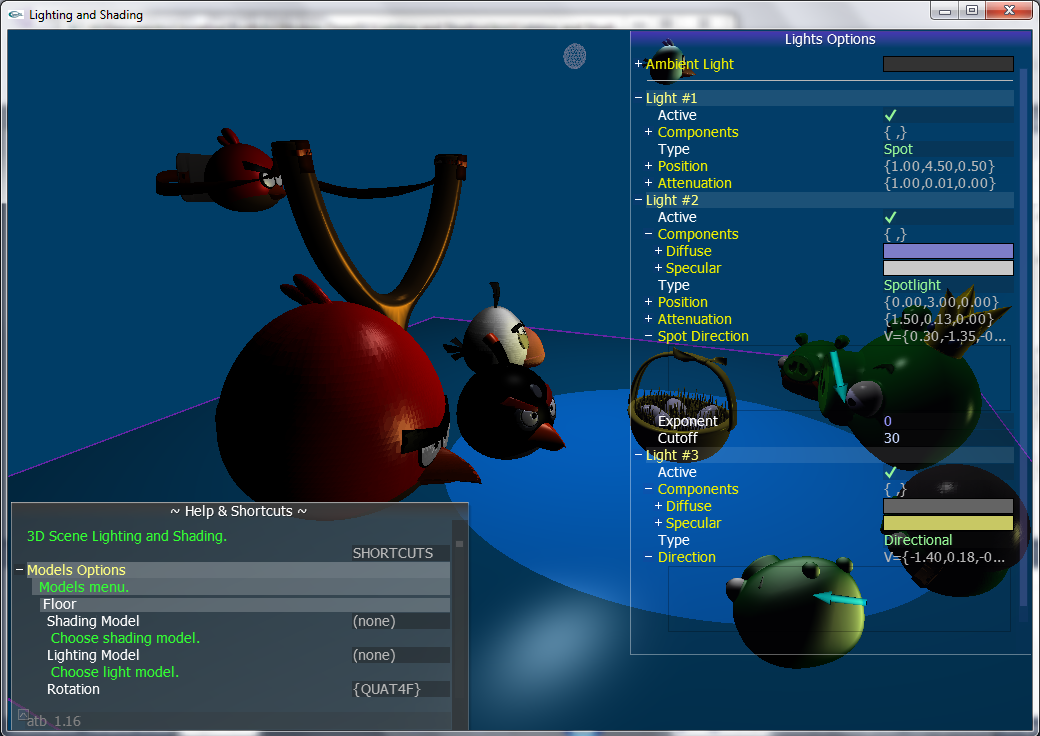 Lighting and Shading
Lights Options
+ Ambient Light
− Light #1
Active ✓
+ Components { ,}
Type Spot
+ Position {1.00,4.50,0.50}
+ Attenuation {1.00,0.01,0.00}
− Light #2
Active ✓
− Components { ,}
+ Diffuse
+ Specular
Type Spotlight
+ Position {0.00,3.00,0.00}
+ Attenuation {1.50,0.13,0.00}
− Spot Direction V={0.30,-1.35,-0...
Exponent 0
Cutoff 30
− Light #3
Active ✓
− Components { ,}
+ Diffuse
+ Specular
Type Directional
− Direction V={-1.40,0.18,-0...
~ Help & Shortcuts ~
3D Scene Lighting and Shading.
SHORTCUTS
− Models Options
Models menu.
Floor
Shading Model (none)
Choose shading model.
Lighting Model (none)
Choose light model.
Rotation {QUAT4F}
atb 1.16